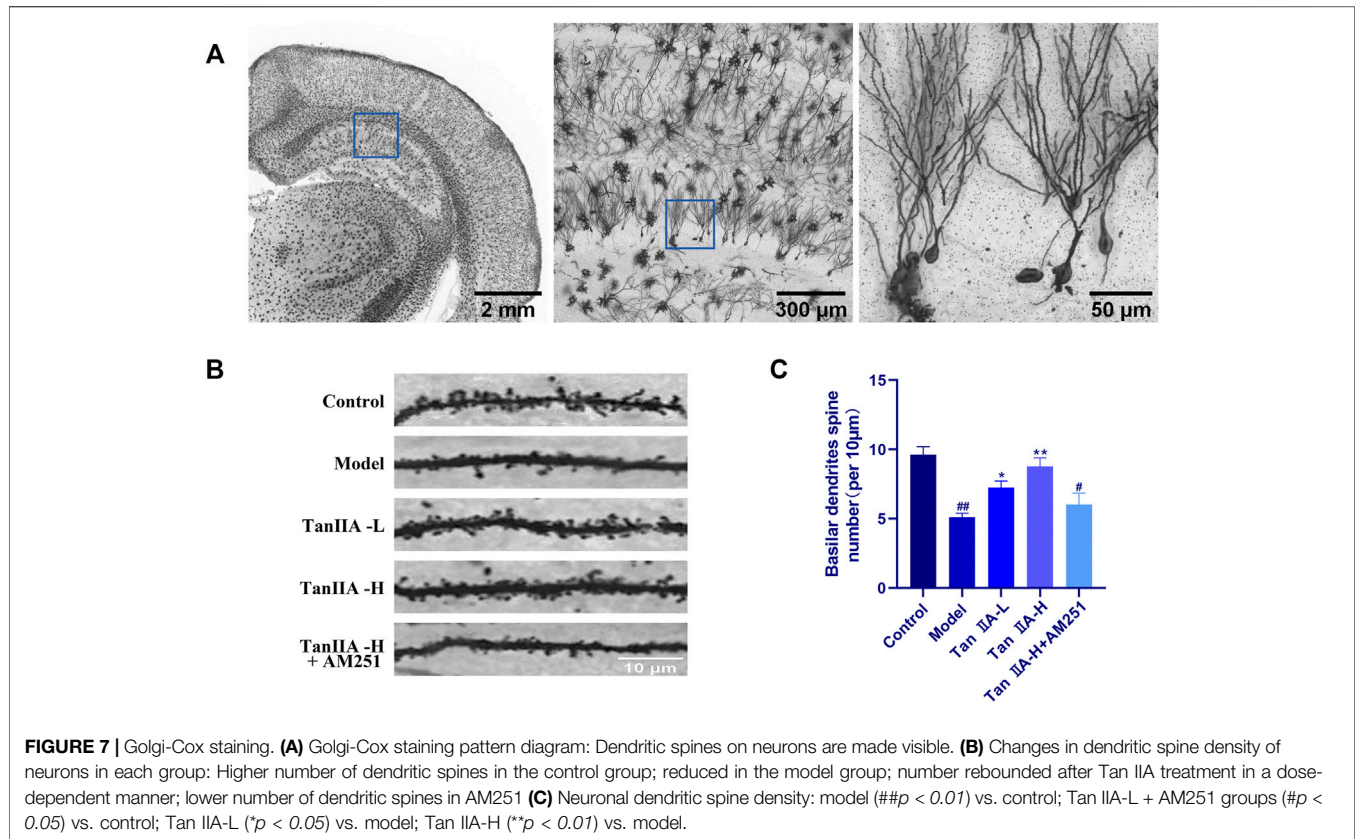 A
2 mm
300 µm
50 µm
B
Control
Model
TanIIA -L
TanIIA -H
TanIIA -H
+ AM251
10 µm
C
Basilar dendrites spine
number(per 10µm)
15
10
5
0
##
*
**
#
Control
Model
Tan IIA-L
Tan IIA-H
Tan IIA-H+AM251
FIGURE 7 | Golgi-Cox staining. (A) Golgi-Cox staining pattern diagram: Dendritic spines on neurons are made visible. (B) Changes in dendritic spine density of
neurons in each group: Higher number of dendritic spines in the control group; reduced in the model group; number rebounded after Tan IIA treatment in a dose-
dependent manner; lower number of dendritic spines in AM251 (C) Neuronal dendritic spine density: model (##p < 0.01) vs. control; Tan IIA-L + AM251 groups (#p <
0.05) vs. control; Tan IIA-L (*p < 0.05) vs. model; Tan IIA-H (**p < 0.01) vs. model.